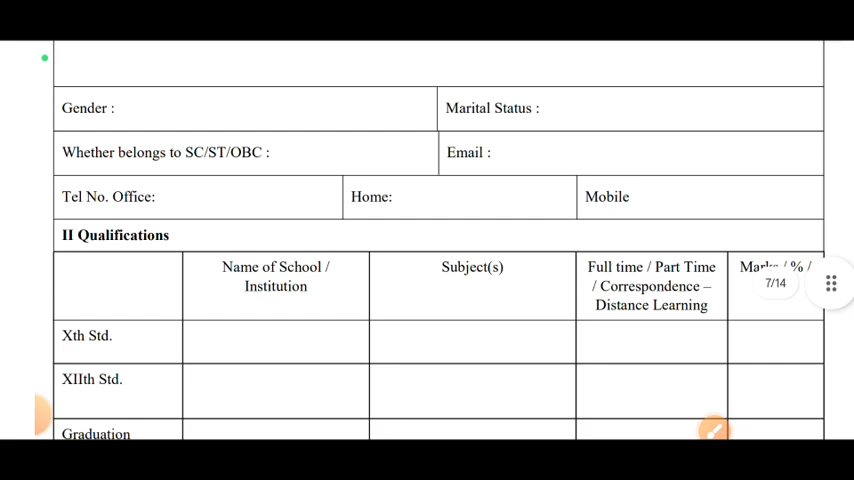 Gender :
Marital Status :
Whether belongs to SC/ST/OBC :
Email :
Tel No. Office:
Home:
Mobile
II Qualifications
Name of School /
Institution
Subject(s)
Full time / Part Time
/ Correspondence –
Distance Learning
Marks / % /
7/14
Xth Std.
XIIth Std.
Graduation